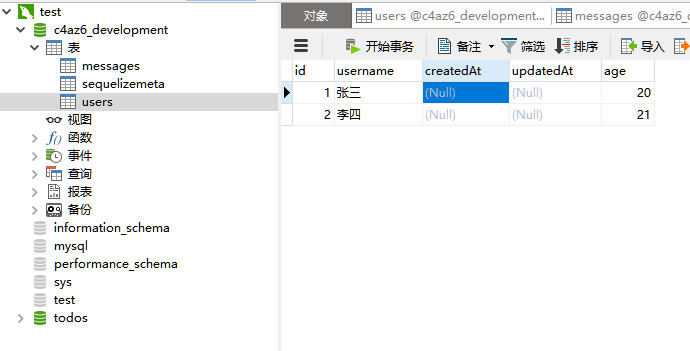 test
c4az6_development
表
messages
sequelizemeta
users
视图
函数
事件
查询
报表
备份
information_schema
mysql
performance_schema
sys
test
todos
对象 users @c4az6_development... messages @c4az6_d
开始事务 备注 筛选 排序 导入
id username createdAt updatedAt age
1 张三 (Null) (Null) 20
2 李四 (Null) (Null) 21